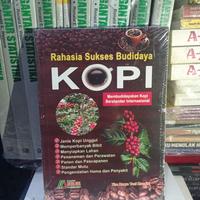 Rahasia Sukses Budidaya
KOPI
Membudidayakan Kopi
Berstandar Internasional
Jenis Kopi Unggul
Memperbanyak Bibit
Menyiapkan Lahan
Penanaman dan Perawatan
Panen dan Pascapanen
Standar Mutu
Pengendalian Hama dan Penyakit
STATISTIKA